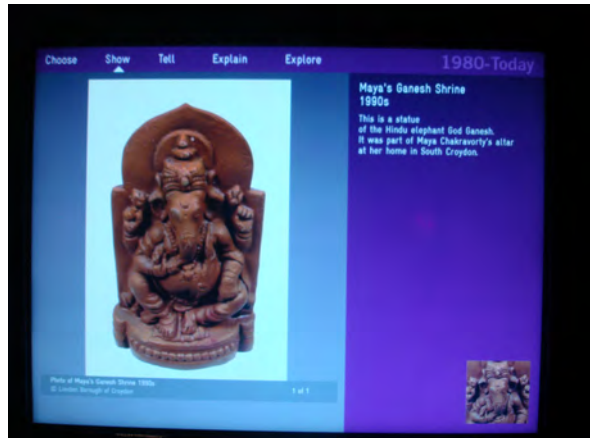 Choose Show Tell Explain Explore 1980-Today
Maya's Ganesh Shrine
1990s
This is a statue
of the Hindu elephant God Ganesh.
It was part of Maya Chakravorty's altar
at her home in South Croydon.
Photo of Maya's Ganesh Shrine 1990s
© London Borough of Croydon 1 of 1